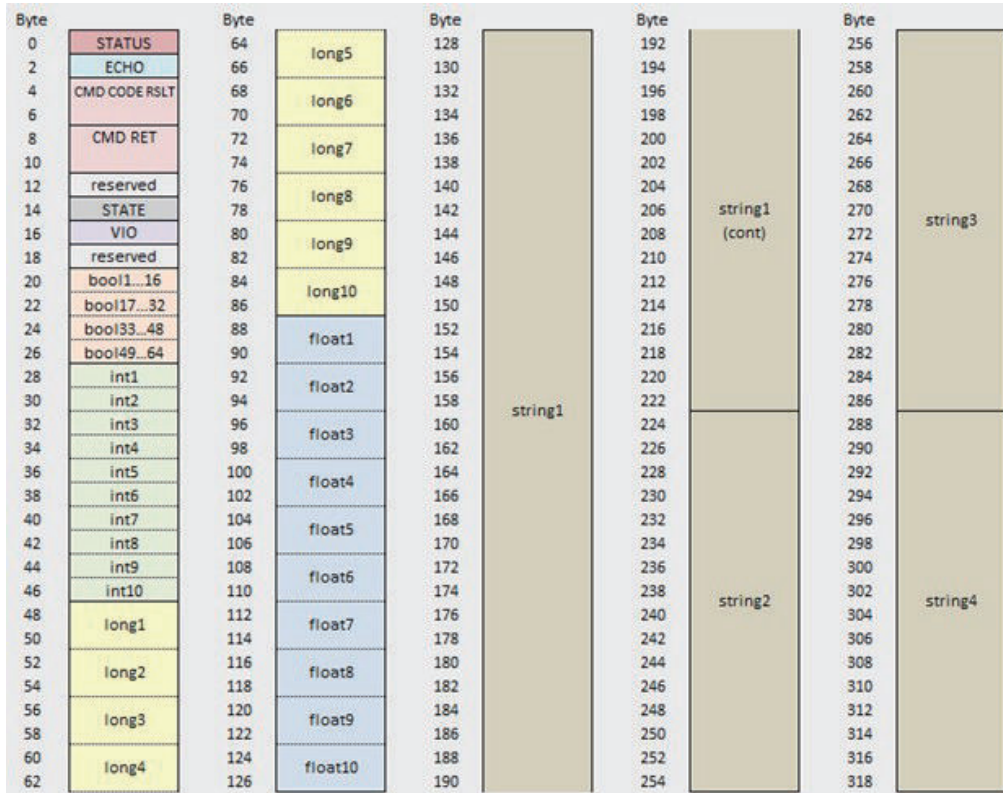 Byte
0 STATUS
2 ECHO
4 CMD CODE RSLT
6
8 CMD RET
10
12 reserved
14 STATE
16 VIO
18 reserved
20 bool1...16
22 bool17...32
24 bool33...48
26 bool49...64
28 int1
30 int2
32 int3
34 int4
36 int5
38 int6
40 int7
42 int8
44 int9
46 int10
48
long1
50
52
long2
54
56
long3
58
60
long4
62
Byte
64
long5
66
68
long6
70
72
long7
74
76
long8
78
80
long9
82
84
long10
86
88
float1
90
92
float2
94
96
float3
98
100
float4
102
104
float5
106
108
float6
110
112
float7
114
116
float8
118
120
float9
122
124
float10
126
Byte
128
130
132
134
136
138
140
142
144
146
148
150
152
154
156
158
string1
160
162
164
166
168
170
172
174
176
178
180
182
184
186
188
190
Byte
192
194
196
198
200
202
204
206 string1
208 (cont)
210
212
214
216
218
220
222
224
226
228
230
232
234
236
238
string2
240
242
244
246
248
250
252
254
Byte
256
258
260
262
264
266
268
270
string3
272
274
276
278
280
282
284
286
288
290
292
294
296
298
300
302
string4
304
306
308
310
312
314
316
318